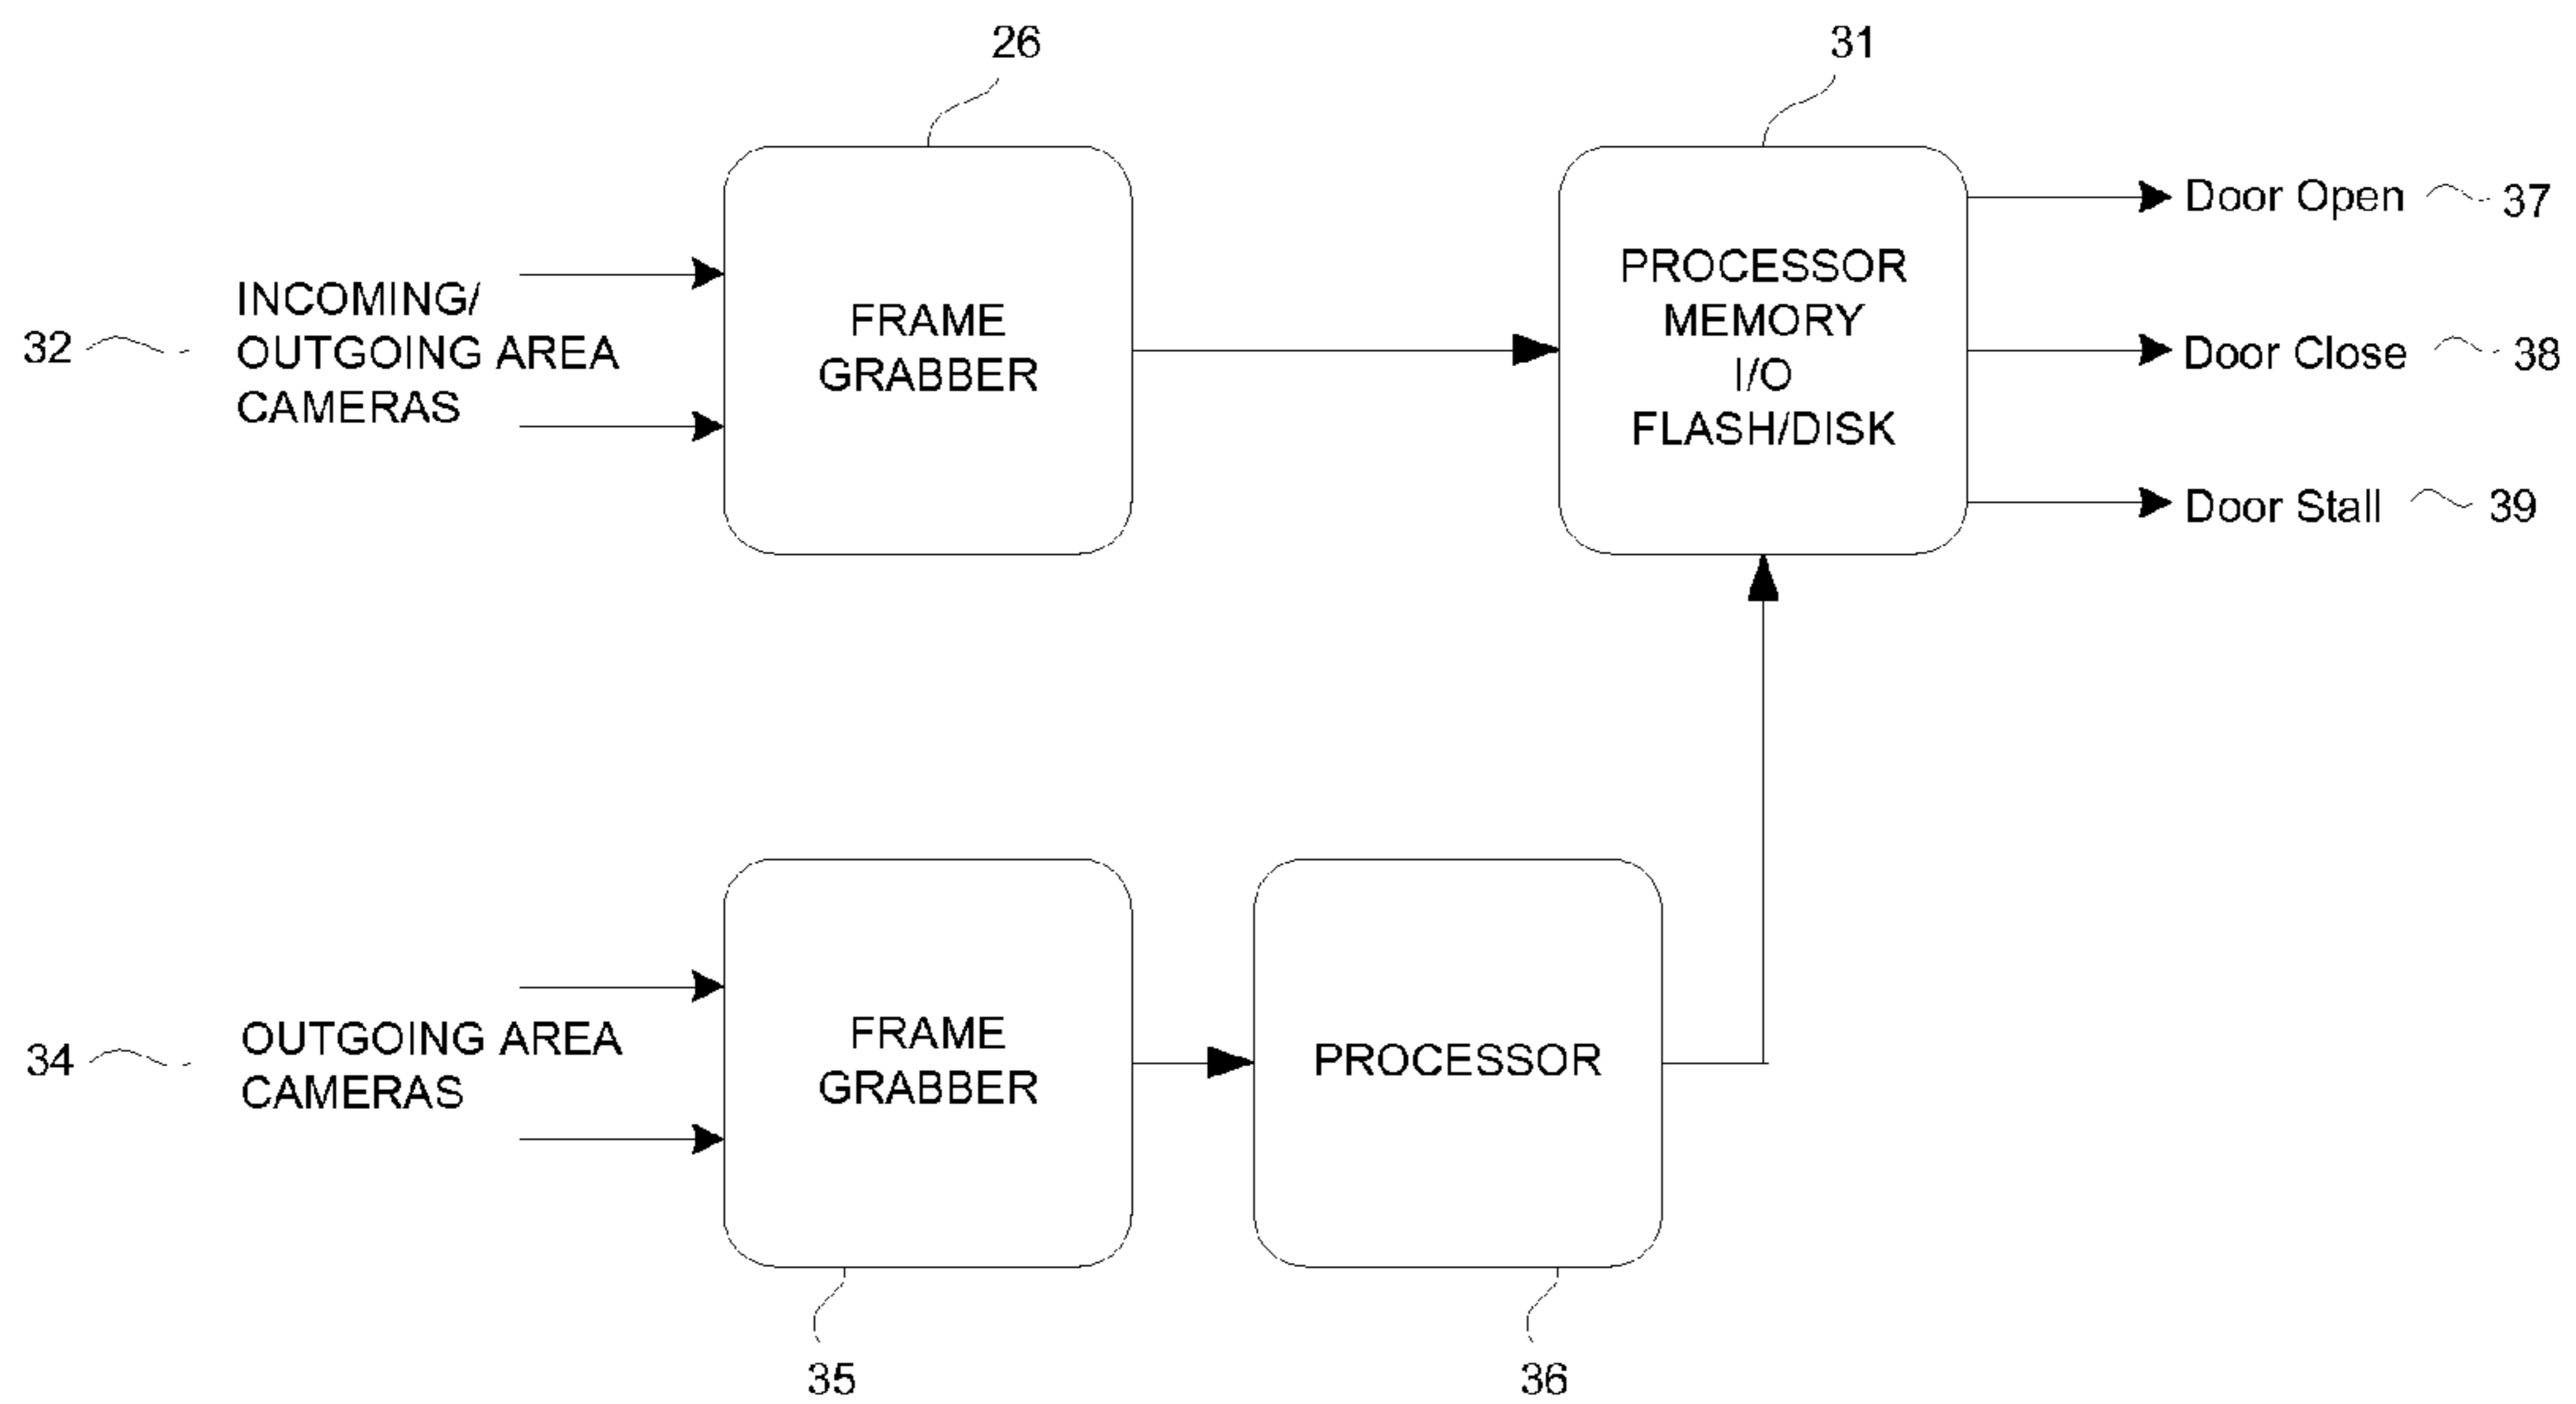 26
31
32
INCOMING/
OUTGOING AREA
CAMERAS
FRAME
GRABBER
PROCESSOR
MEMORY
I/O
FLASH/DISK
Door Open 37
Door Close 38
Door Stall 39
34
OUTGOING AREA
CAMERAS
FRAME
GRABBER
PROCESSOR
35
36